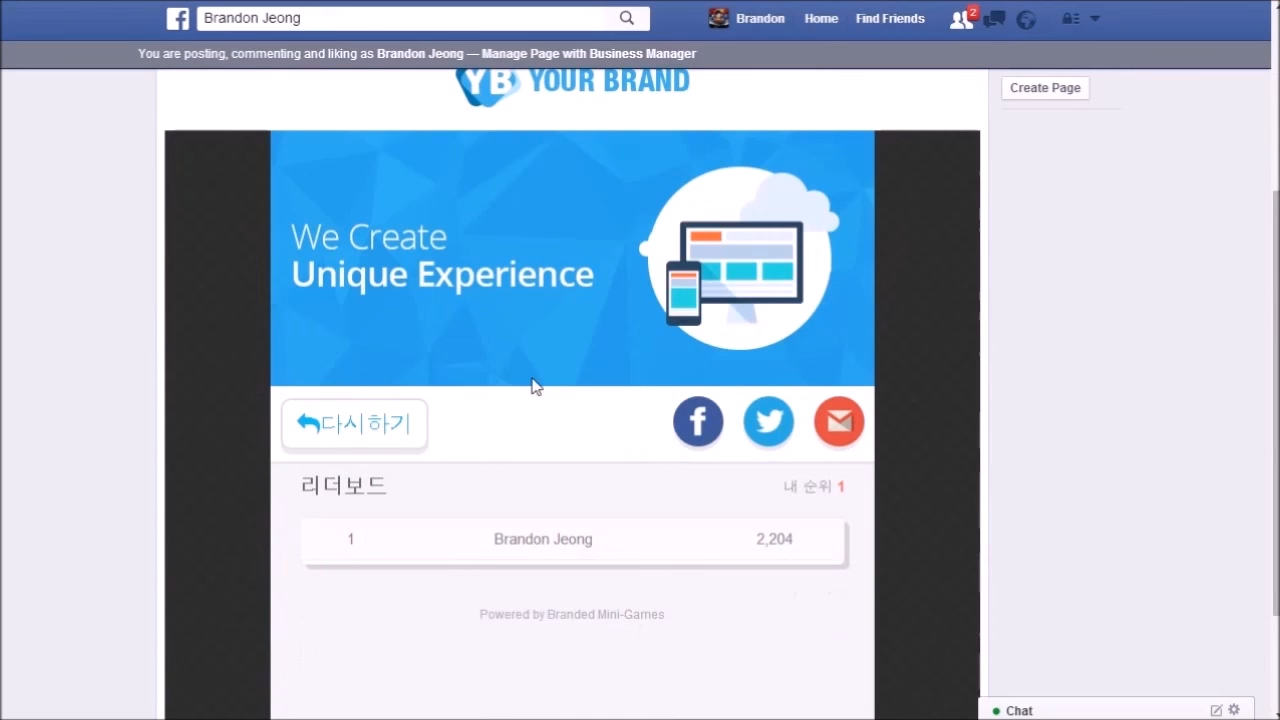 Brandon Jeong
Brandon Home Find Friends 2
You are posting, commenting and liking as Brandon Jeong — Manage Page with Business Manager
YB YOUR BRAND
Create Page
We Create
Unique Experience
다시 하기
리더보드 내 순위 1
1 Brandon Jeong 2,204
Powered by Branded Mini-Games
Chat